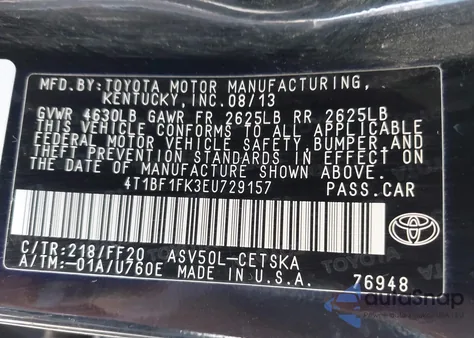 MFD.BY:TOYOTA MOTOR MANUFACTURING,
KENTUCKY,INC.08/13
GVWR 4630LB GAWR FR 2625LB RR 2625LB
THIS VEHICLE CONFORMS TO ALL APPLICABLE
FEDERAL MOTOR VEHICLE SAFETY,BUMPER,AND
THEFT PREVENTION STANDARDS IN EFFECT ON
THE DATE OF MANUFACTURE SHOWN ABOVE.
4T1BF1FK3EU729157 PASS.CAR
C/TR:218/FF20 ASV50L-CETSKA
A/TM:-01A/U760E MADE IN U.S.A. 76948
TOYOTA
autoSnap